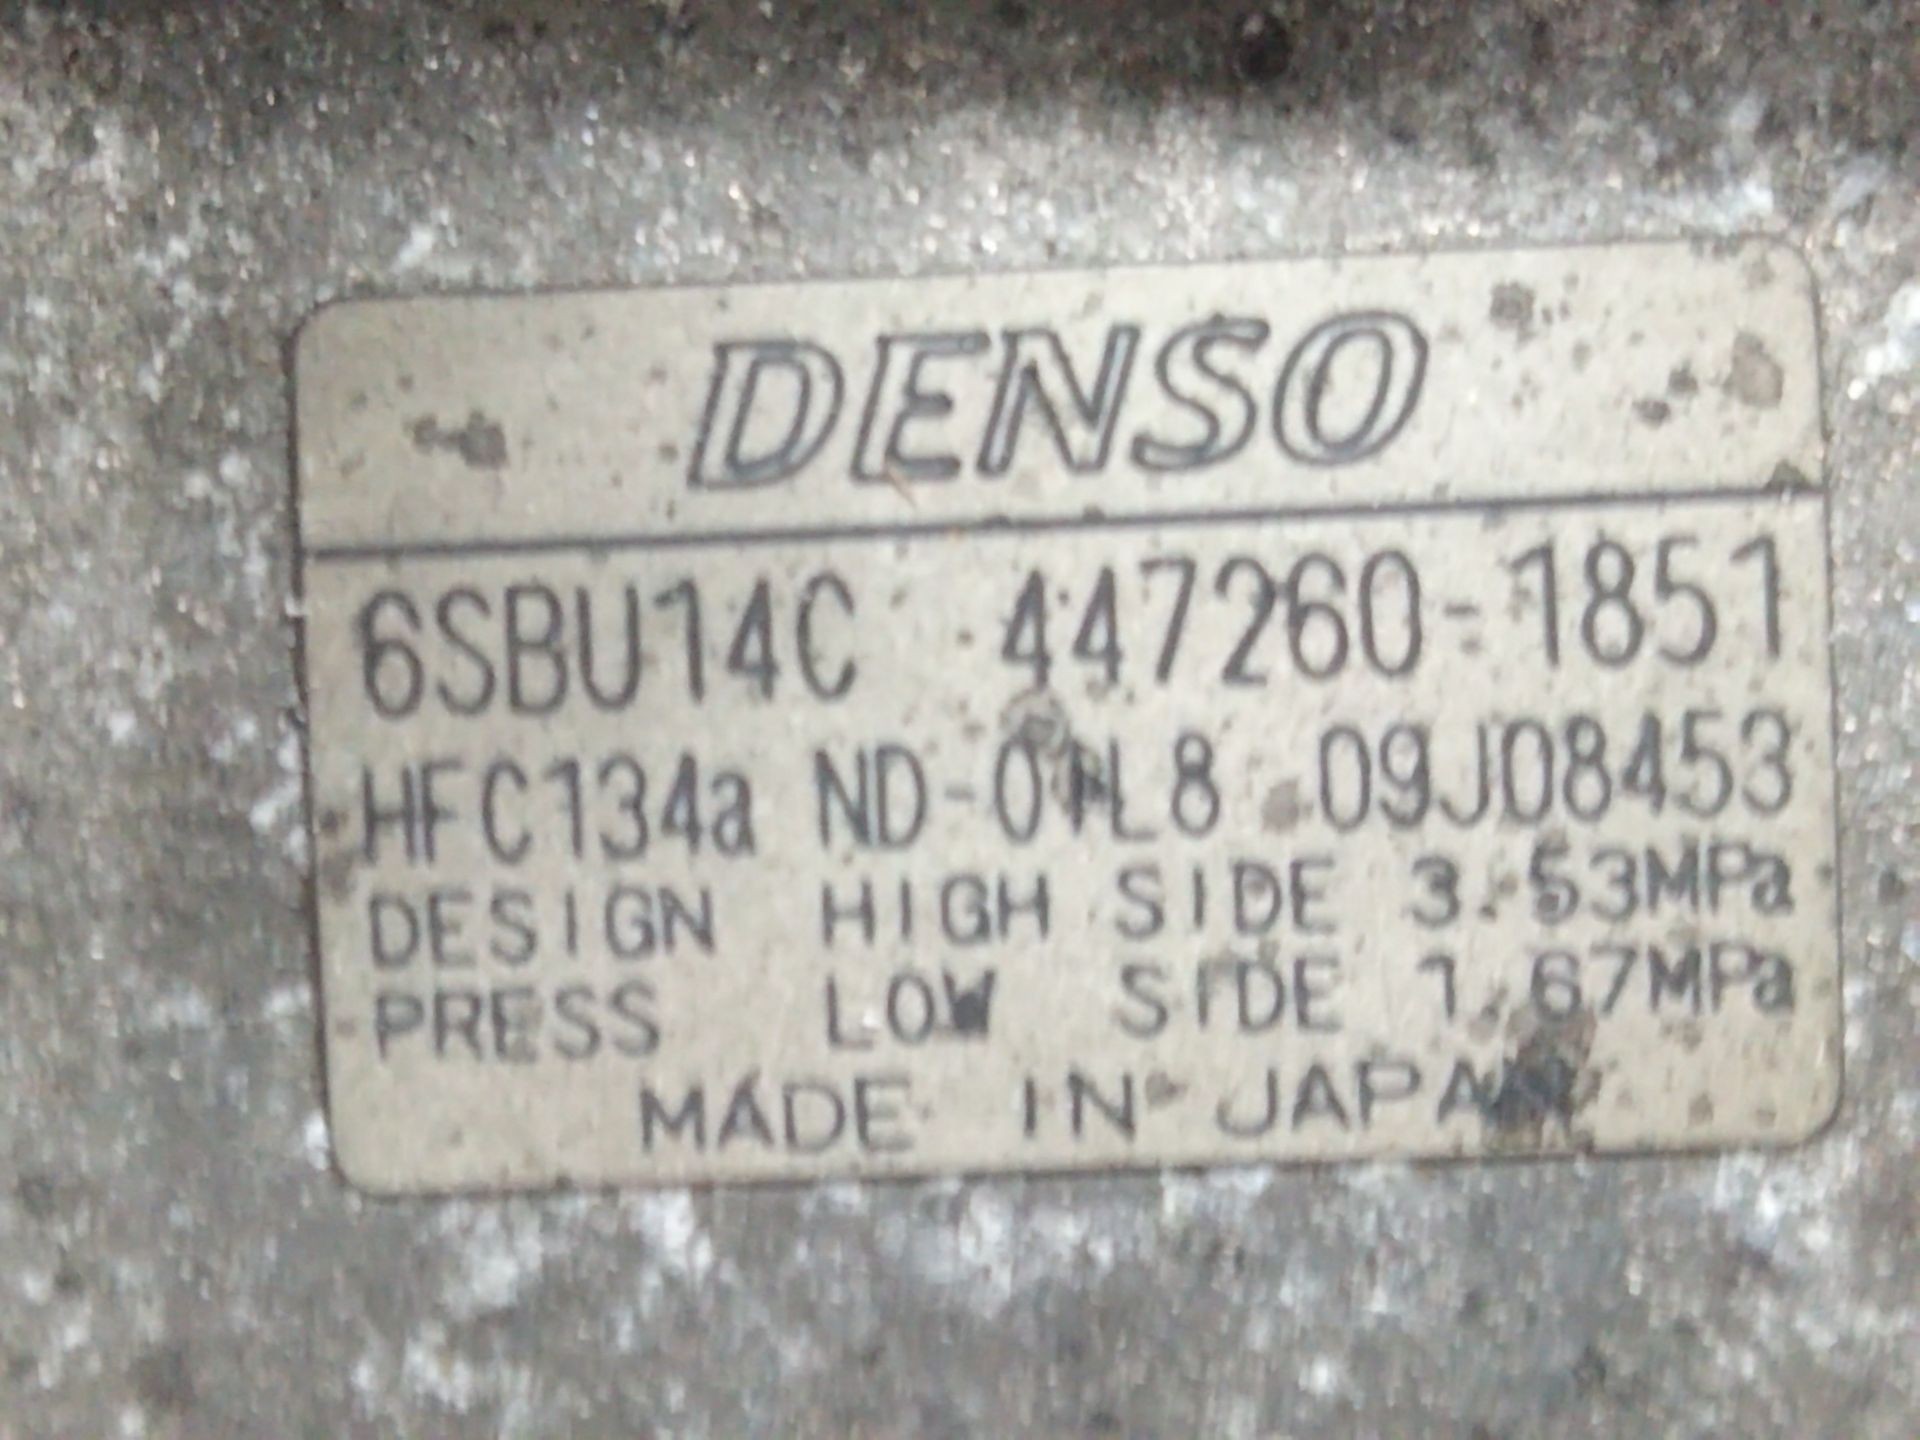 DENSO
6SBU14C 447260-1851
HFC134a ND-OIL8 09J08453
DESIGN HIGH SIDE 3.53MPa
PRESS LOW SIDE 1.67MPa
MADE IN JAPAN